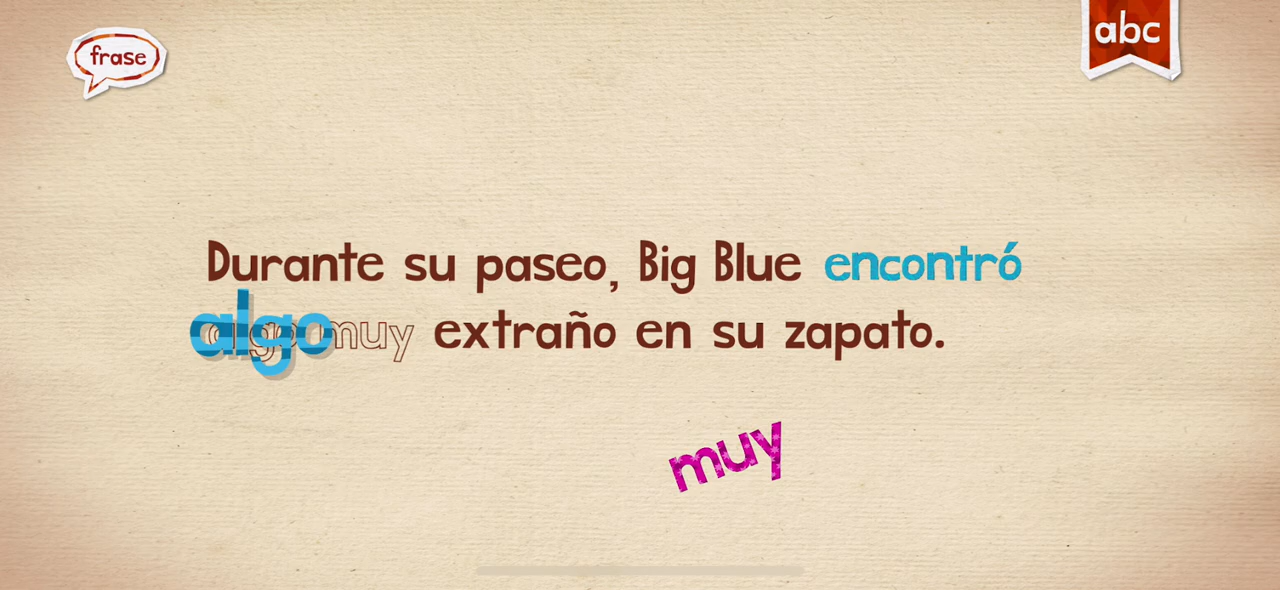 frase
abc
Durante su paseo, Big Blue encontró
algo muy extraño en su zapato.
muy